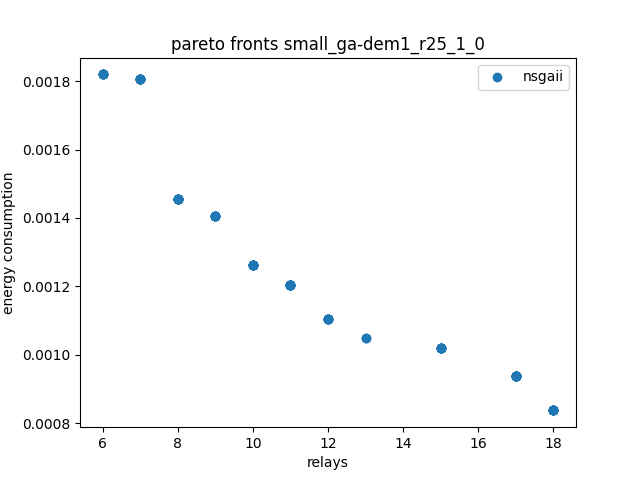 pareto fronts small_ga-dem1_r25_1_0
nsgaii
0.0018
0.0016
0.0014
0.0012
0.0010
0.0008
energy consumption
6 8 10 12 14 16 18
relays